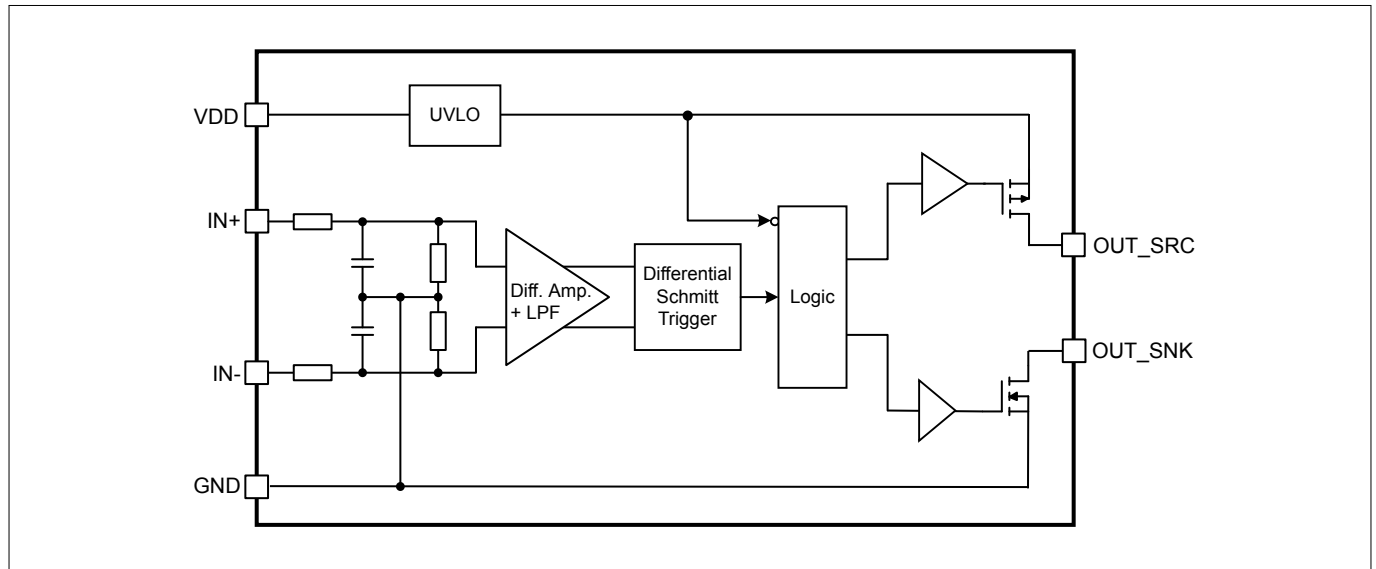 VDD
UVLO
IN+
OUT_SRC
Diff. Amp.
+ LPF
Differential
Schmitt
Trigger
Logic
OUT_SNK
IN-
GND